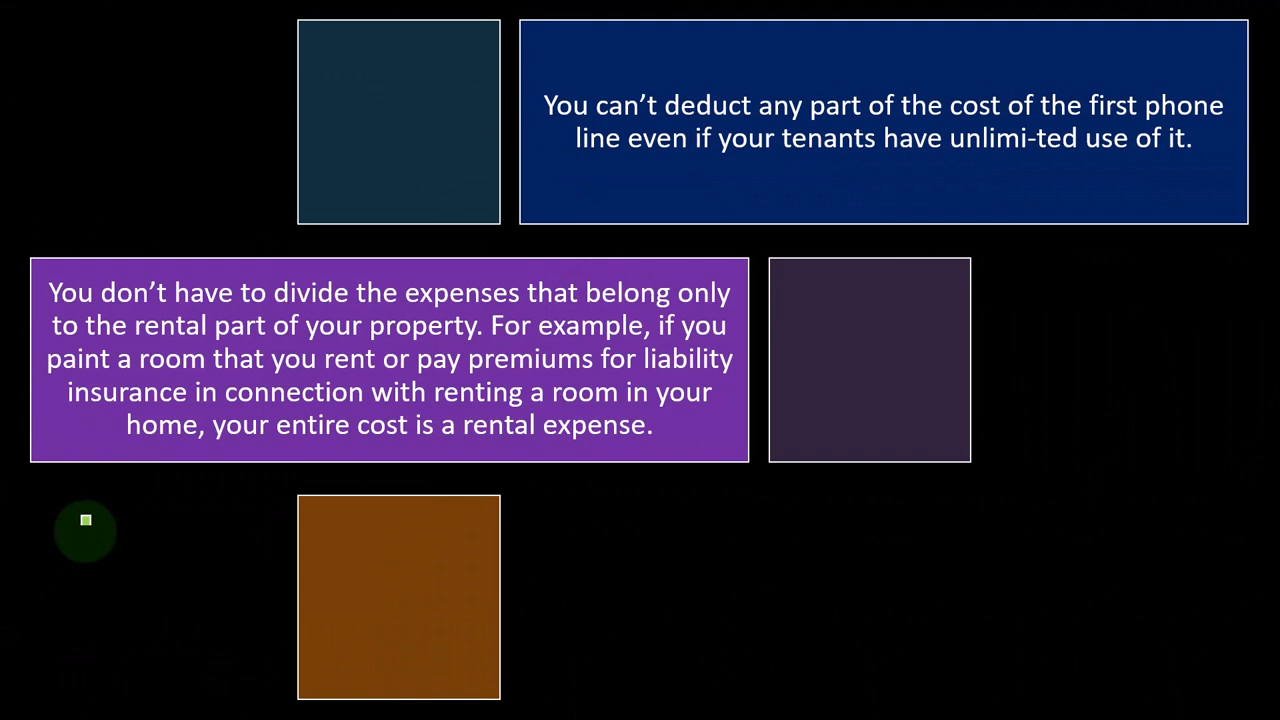 You can’t deduct any part of the cost of the first phone
line even if your tenants have unlimi-ted use of it.
You don’t have to divide the expenses that belong only
to the rental part of your property. For example, if you
paint a room that you rent or pay premiums for liability
insurance in connection with renting a room in your
home, your entire cost is a rental expense.